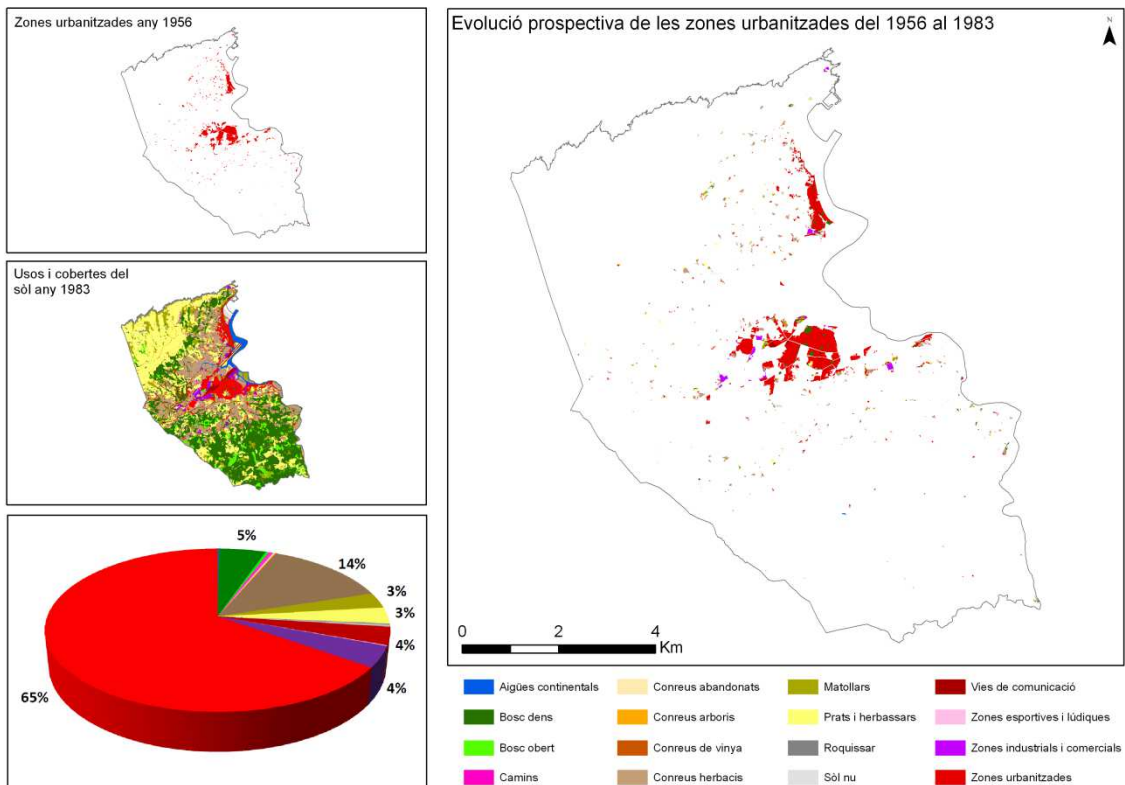 Zones urbanitzades any 1956
Usos i cobertes del
sòl any 1983
5%
14%
3%
3%
4%
4%
65%
Evolució prospectiva de les zones urbanitzades del 1956 al 1983
N
0 2 4
Km
Aigües continentals
Bosc dens
Bosc obert
Camins
Conreus abandonats
Conreus arboris
Conreus de vinya
Conreus herbacis
Matollars
Prats i herbassars
Roquissar
Sòl nu
Vies de comunicació
Zones esportives i lúdiques
Zones industrials i comercials
Zones urbanitzades